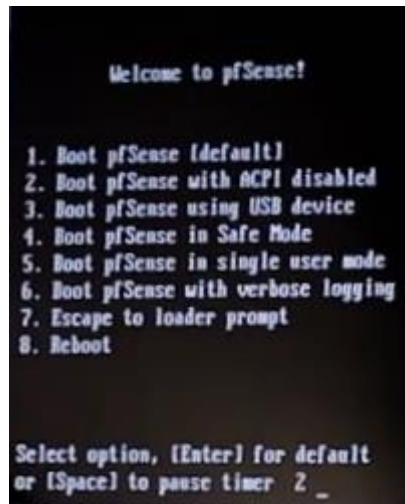 Welcome to pfSense!
1. Boot pfSense [default]
2. Boot pfSense with ACPI disabled
3. Boot pfSense using USB device
4. Boot pfSense in Safe Mode
5. Boot pfSense in single user mode
6. Boot pfSense with verbose logging
7. Escape to loader prompt
8. Reboot
Select option, [Enter] for default
or [Space] to pause timer 2 _